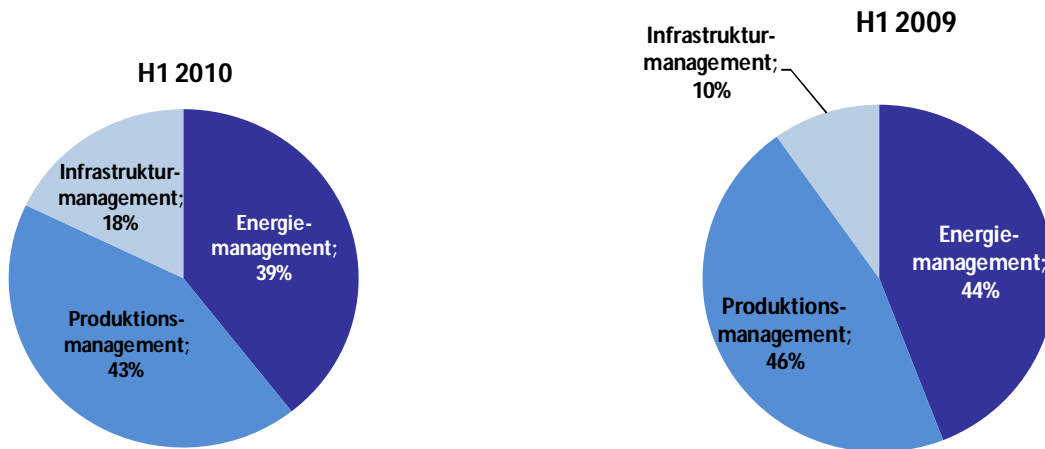 H1 2010
Infrastruktur-
management;
18%
Energie-
management;
39%
Produktions-
management;
43%
H1 2009
Infrastruktur-
management;
10%
Energie-
management;
44%
Produktions-
management;
46%